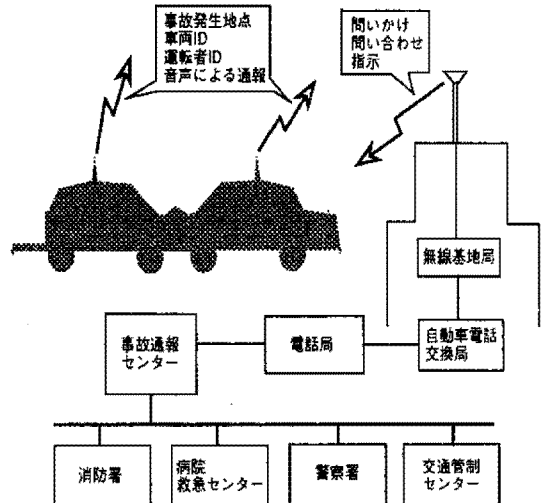 事故発生地点
車両ID
運転者ID
音声による通報
問いかけ
問い合わせ
指示
無線基地局
自動車電話
交換局
電話局
事故通報
センター
消防署
病院
救急センター
警察署
交通管制
センター